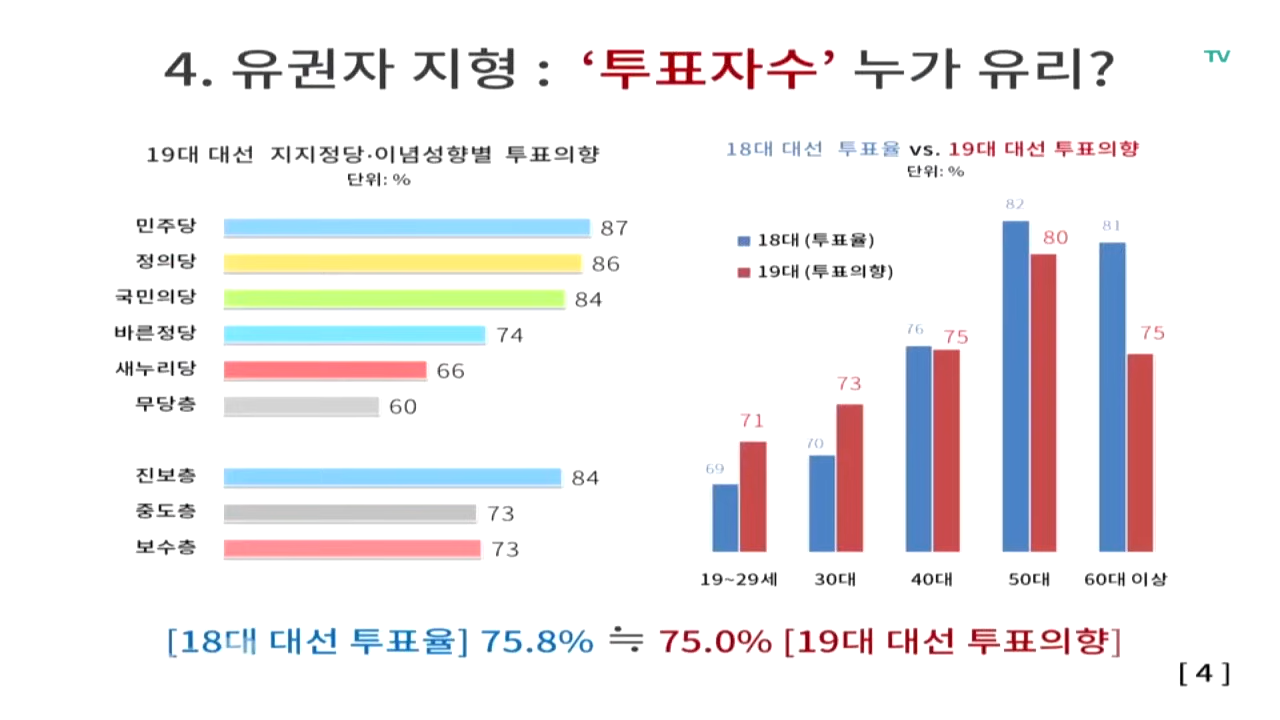 4. 유권자 지형 : ‘투표자수’ 누가 유리?
TV
19대 대선 지지정당·이념성향별 투표의향
단위: %
민주당 87
정의당 86
국민의당 84
바른정당 74
새누리당 66
무당층 60
진보층 84
중도층 73
보수층 73
18대 대선 투표율 vs. 19대 대선 투표의향
단위: %
18대 (투표율)
19대 (투표의향)
69 71 70 73 76 75 82 80 81 75
19~29세 30대 40대 50대 60대 이상
[18대 대선 투표율] 75.8% ≒ 75.0% [19대 대선 투표의향]
[ 4 ]